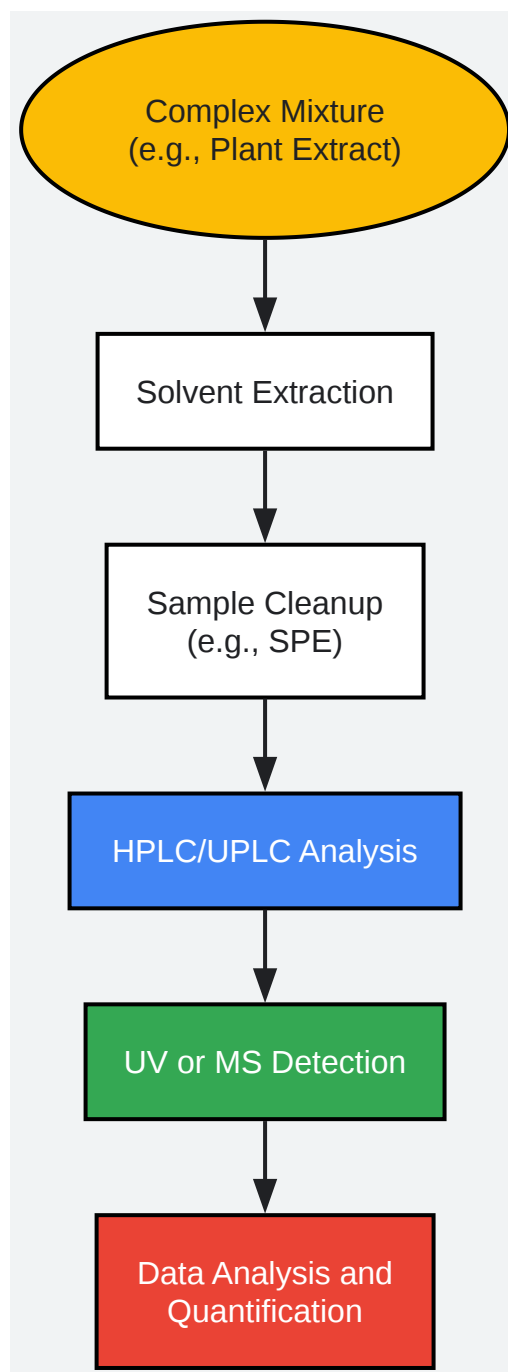 Complex Mixture
(e.g., Plant Extract)
Solvent Extraction
Sample Cleanup
(e.g., SPE)
HPLC/UPLC Analysis
UV or MS Detection
Data Analysis and
Quantification